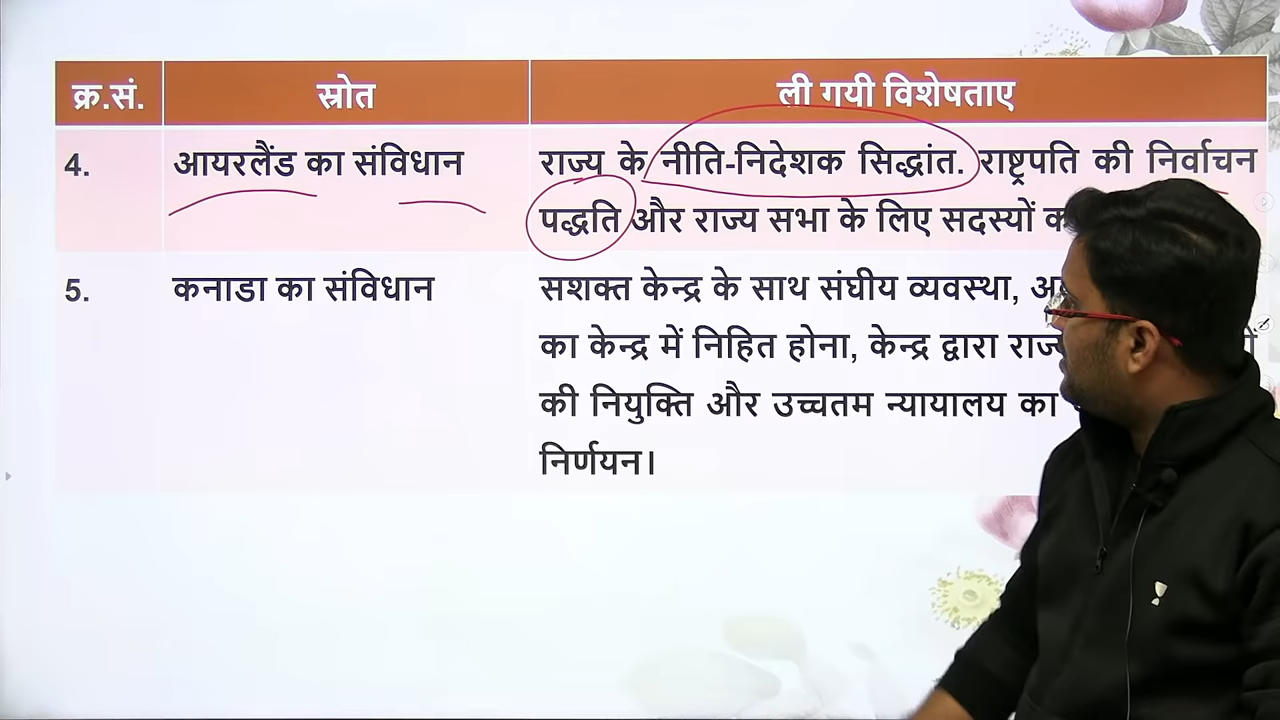 क्र.सं. स्रोत ली गयी विशेषताए
4. आयरलैंड का संविधान राज्य के नीति-निदेशक सिद्धांत. राष्ट्रपति की निर्वाचन
पद्धति और राज्य सभा के लिए सदस्यों
5. कनाडा का संविधान सशक्त केन्द्र के साथ संघीय व्यवस्था,
का केन्द्र में निहित होना, केन्द्र द्वारा
की नियुक्ति और उच्चतम न्यायालय का
निर्णयन।